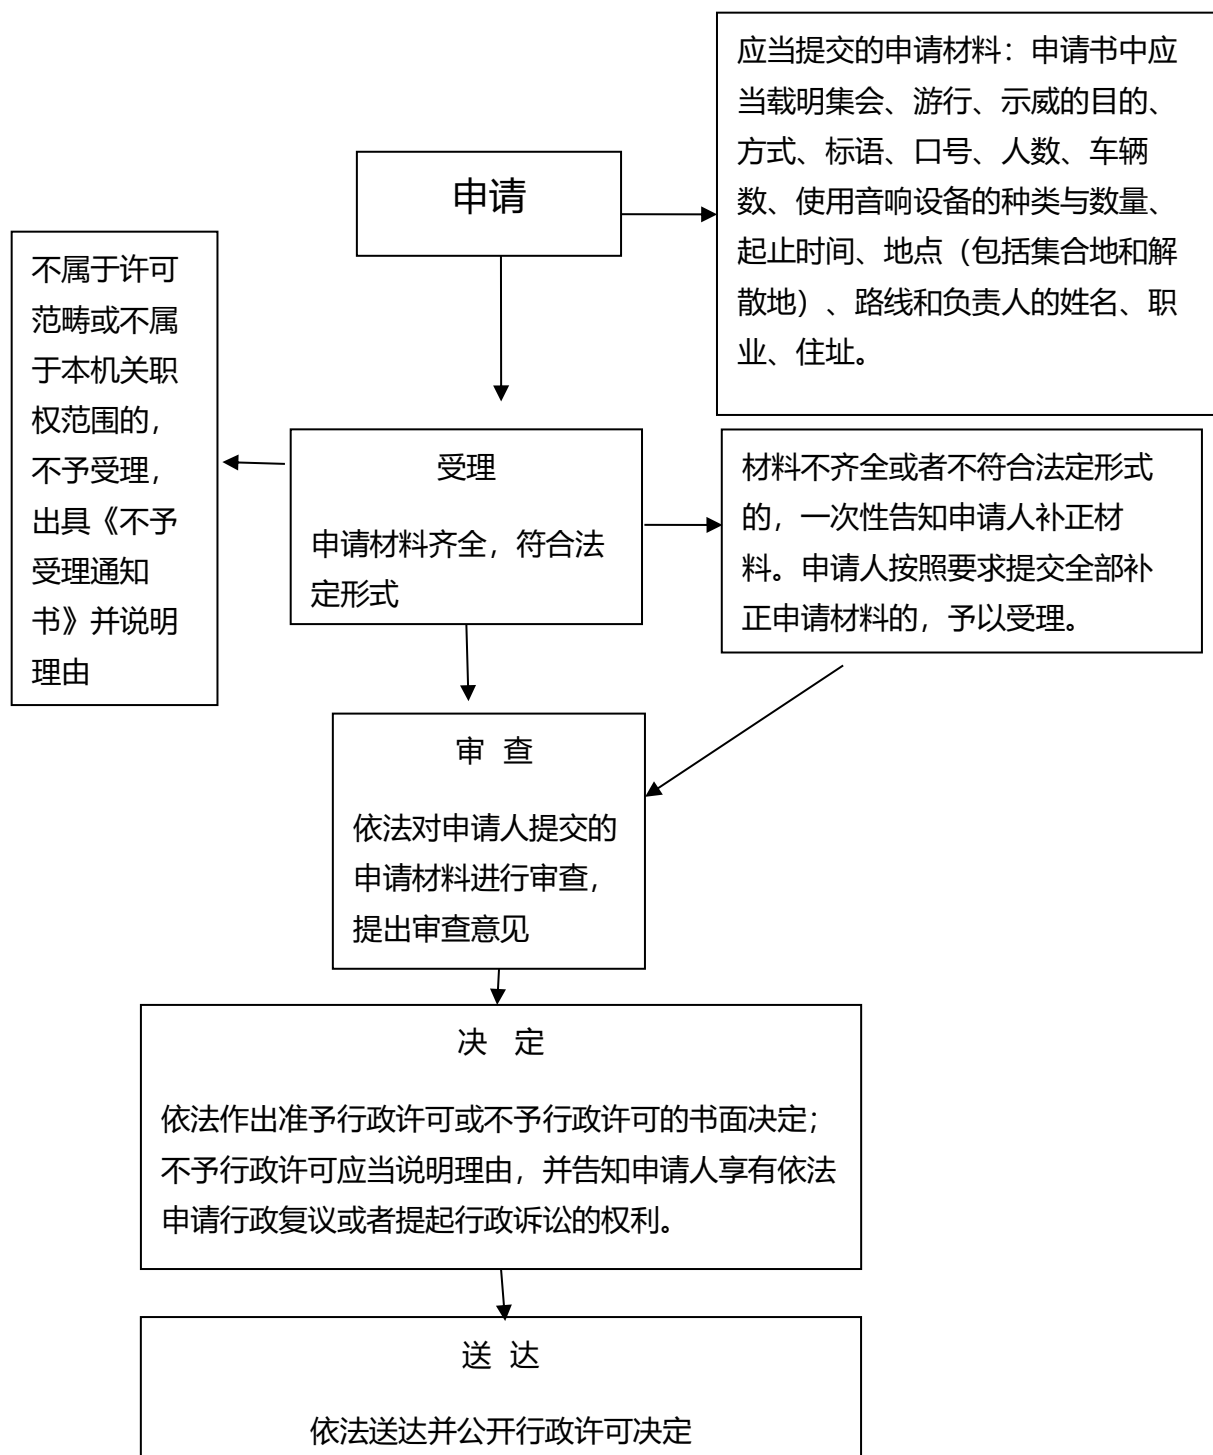 申请
应当提交的申请材料：申请书中应
当载明集会、游行、示威的目的、
方式、标语、口号、人数、车辆
数、使用音响设备的种类与数量、
起止时间、地点（包括集合地和解
散地）、路线和负责人的姓名、职
业、住址。
不属于许可
范畴或不属
于本机关职
权范围的，
不予受理，
出具《不予
受理通知
书》并说明
理由
受理
申请材料齐全，符合法
定形式
材料不齐全或者不符合法定形式
的，一次性告知申请人补正材
料。申请人按照要求提交全部补
正申请材料的，予以受理。
审 查
依法对申请人提交的
申请材料进行审查，
提出审查意见
决 定
依法作出准予行政许可或不予行政许可的书面决定；
不予行政许可应当说明理由，并告知申请人享有依法
申请行政复议或者提起行政诉讼的权利。
送 达
依法送达并公开行政许可决定